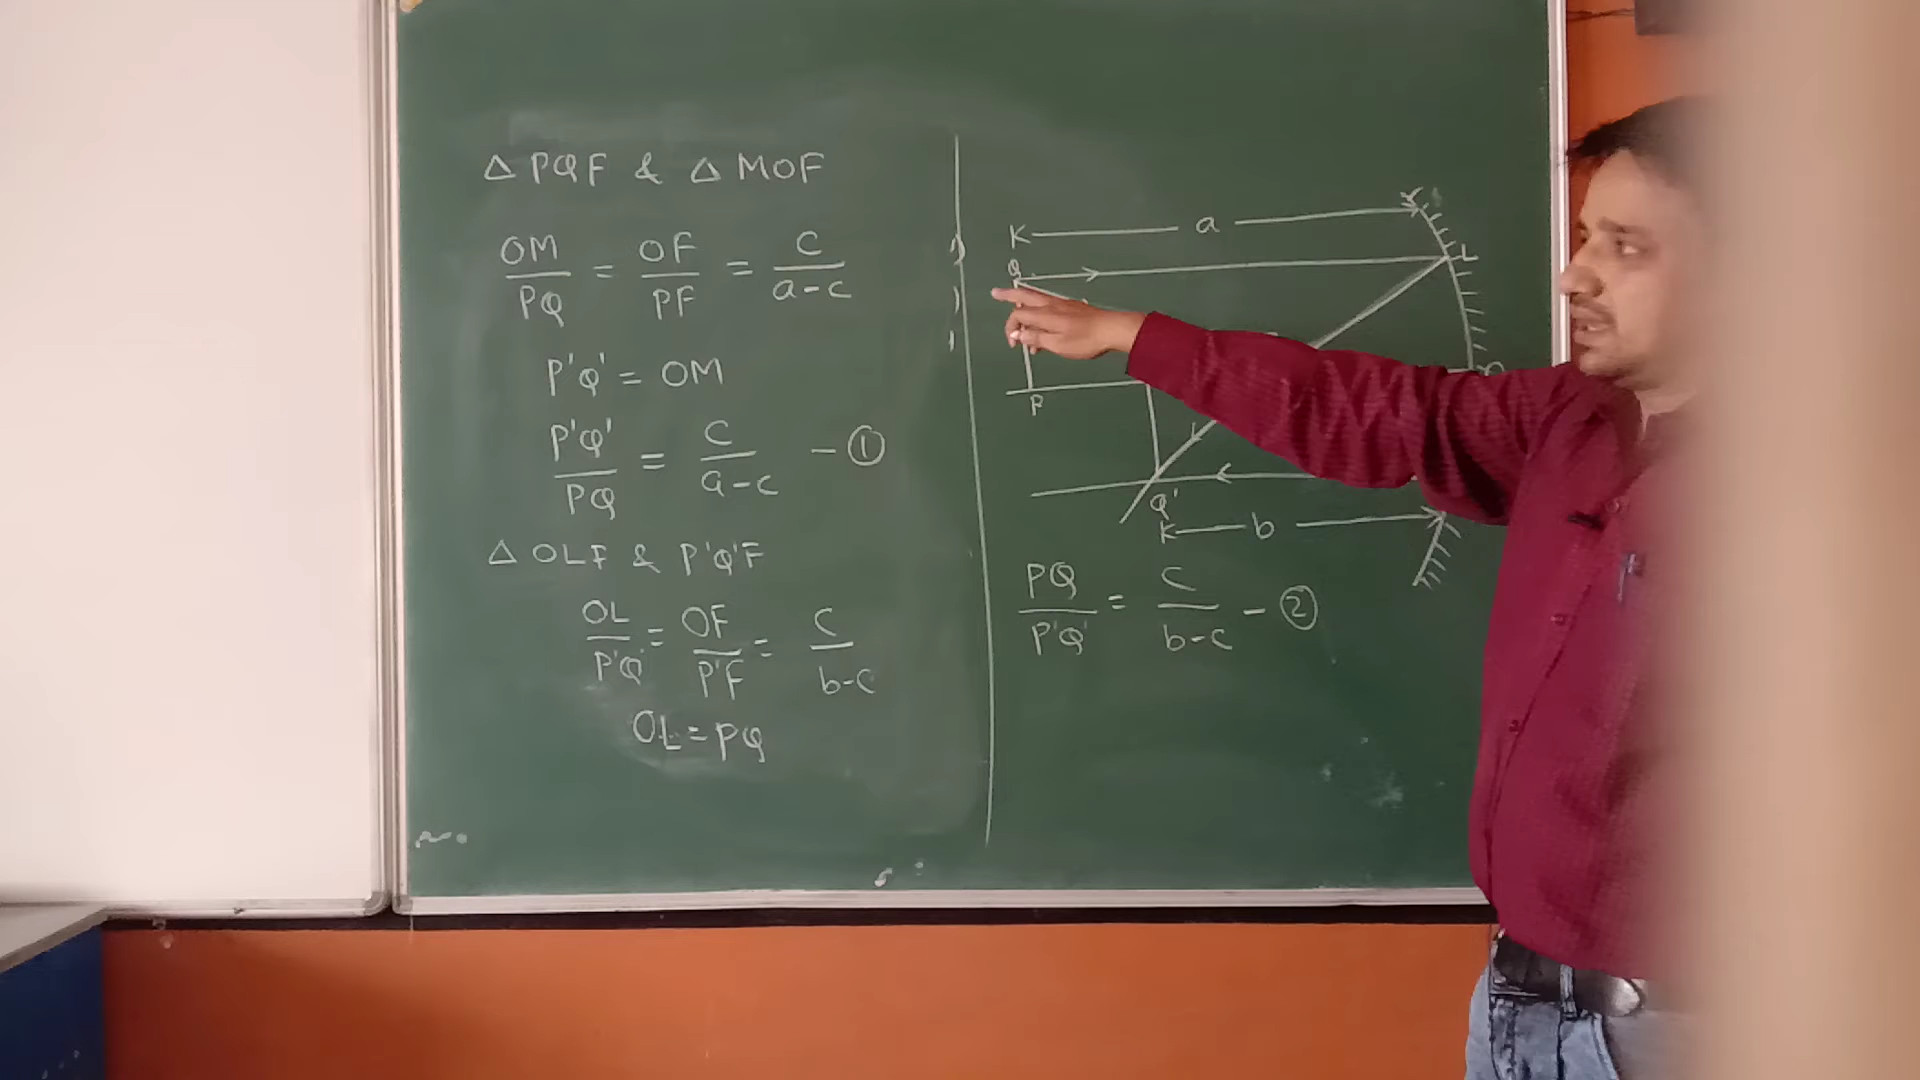 △ PQF & △ MOF
OM/PQ = OF/PF = c/a-c
P'Q' = OM
P'Q'/PQ = c/a-c - ①
△ OLF & P'Q'F
OL/P'Q' = OF/P'F = c/b-c
OL = PQ
a
Q
L
P
Q'
b
PQ/P'Q' = c/b-c - ②